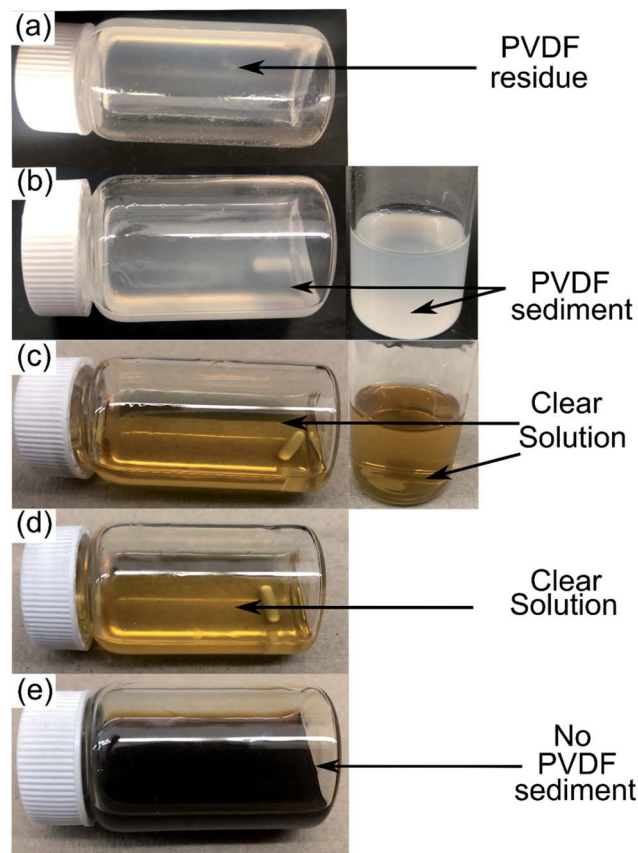 (a)
PVDF
residue
(b)
PVDF
sediment
(c)
Clear
Solution
(d)
Clear
Solution
(e)
No
PVDF
sediment